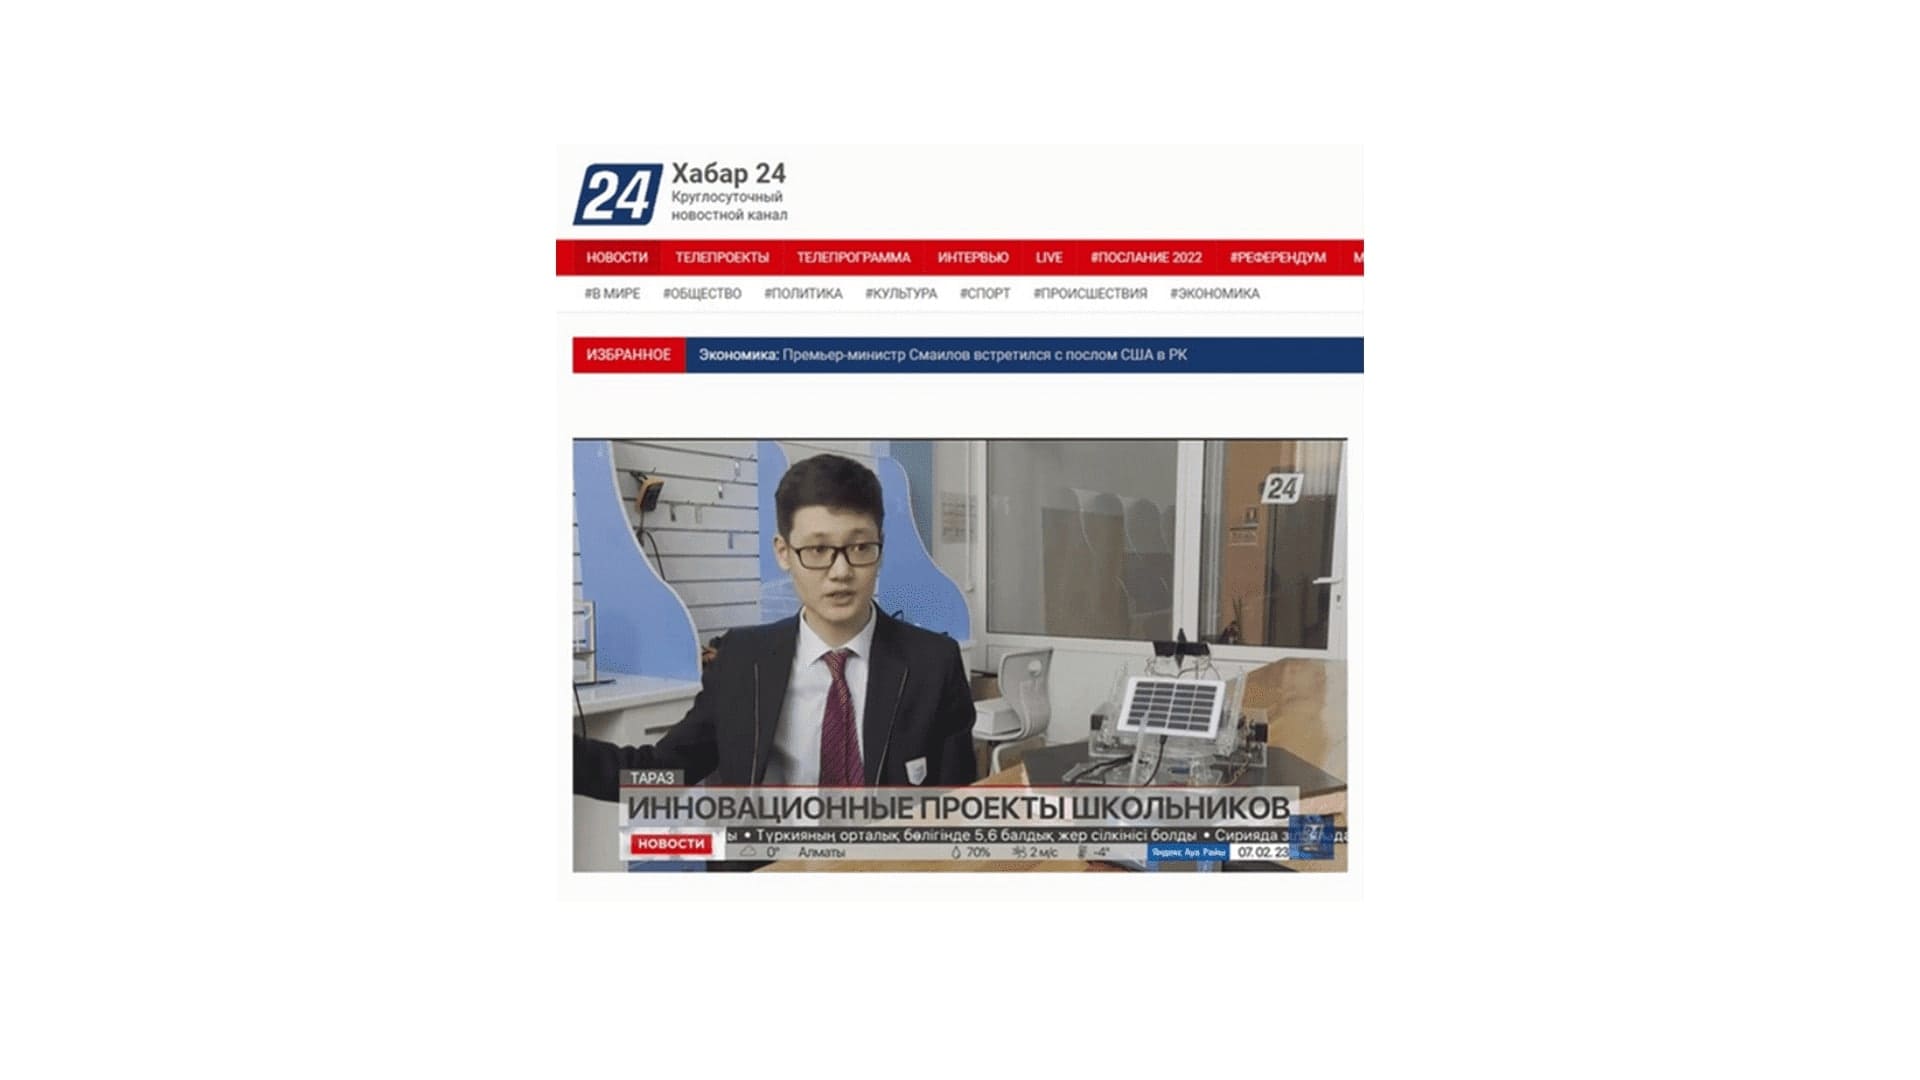 24
Хабар 24
Круглосуточный
новостной канал
НОВОСТИ ТЕЛЕПРОЕКТЫ ТЕЛЕПРОГРАММА ИНТЕРВЬЮ LIVE #ПОСЛАНИЕ 2022 #РЕФЕРЕНДУМ М
#В МИРЕ #ОБЩЕСТВО #ПОЛИТИКА #КУЛЬТУРА #СПОРТ #ПРОИСШЕСТВИЯ #ЭКОНОМИКА
ИЗБРАННОЕ Экономика: Премьер-министр Смаилов встретился с послом США в РК
24
ТАРАЗ
ИННОВАЦИОННЫЕ ПРОЕКТЫ ШКОЛЬНИКОВ
ы • Түркияның орталық бөлігінде 5,6 балдық жер сілкінісі болды • Сирияда
НОВОСТИ
0° Алматы 70% 2 м/с -4° Яндекс Ауа Райы 07.02.23
24